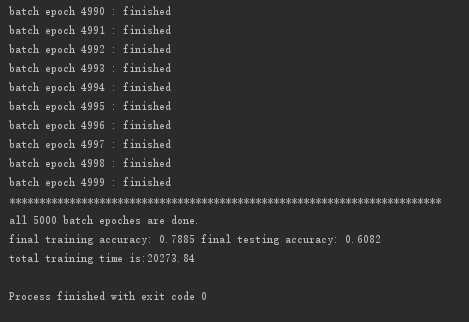 batch epoch 4990 : finished
batch epoch 4991 : finished
batch epoch 4992 : finished
batch epoch 4993 : finished
batch epoch 4994 : finished
batch epoch 4995 : finished
batch epoch 4996 : finished
batch epoch 4997 : finished
batch epoch 4998 : finished
batch epoch 4999 : finished
************************************************************************
all 5000 batch epoches are done.
final training accuracy: 0.7885 final testing accuracy: 0.6082
total training time is:20273.84
Process finished with exit code 0